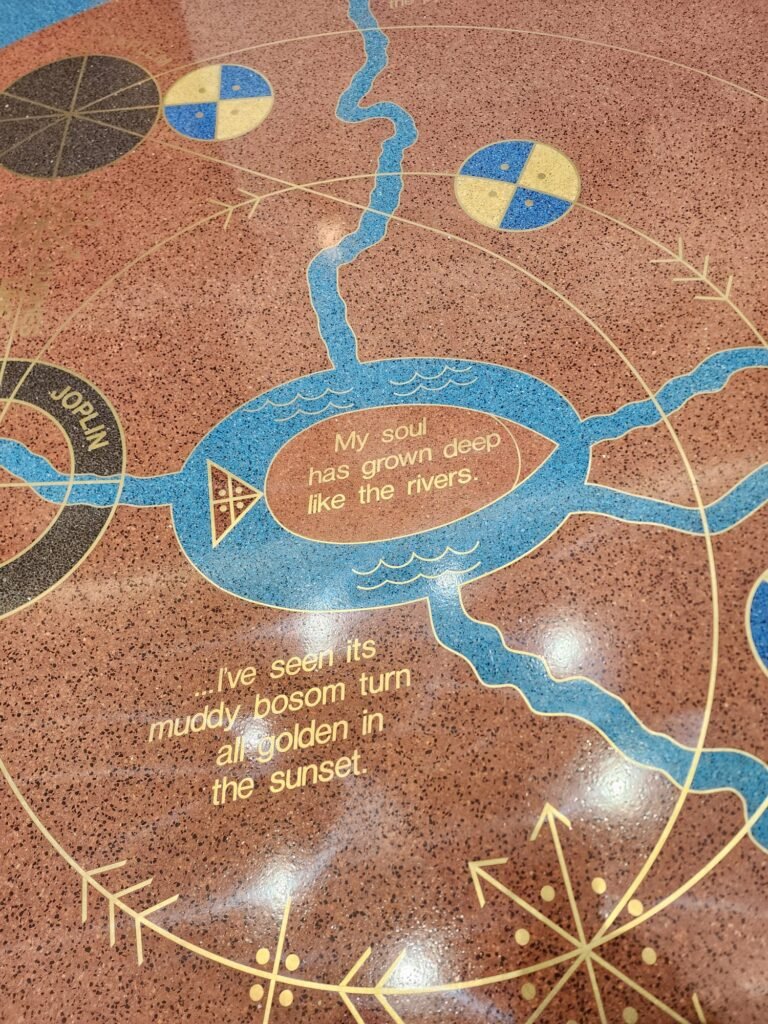 JOPLIN
My soul
has grown deep
like the rivers.
...I've seen its
muddy bosom turn
all golden in
the sunset.